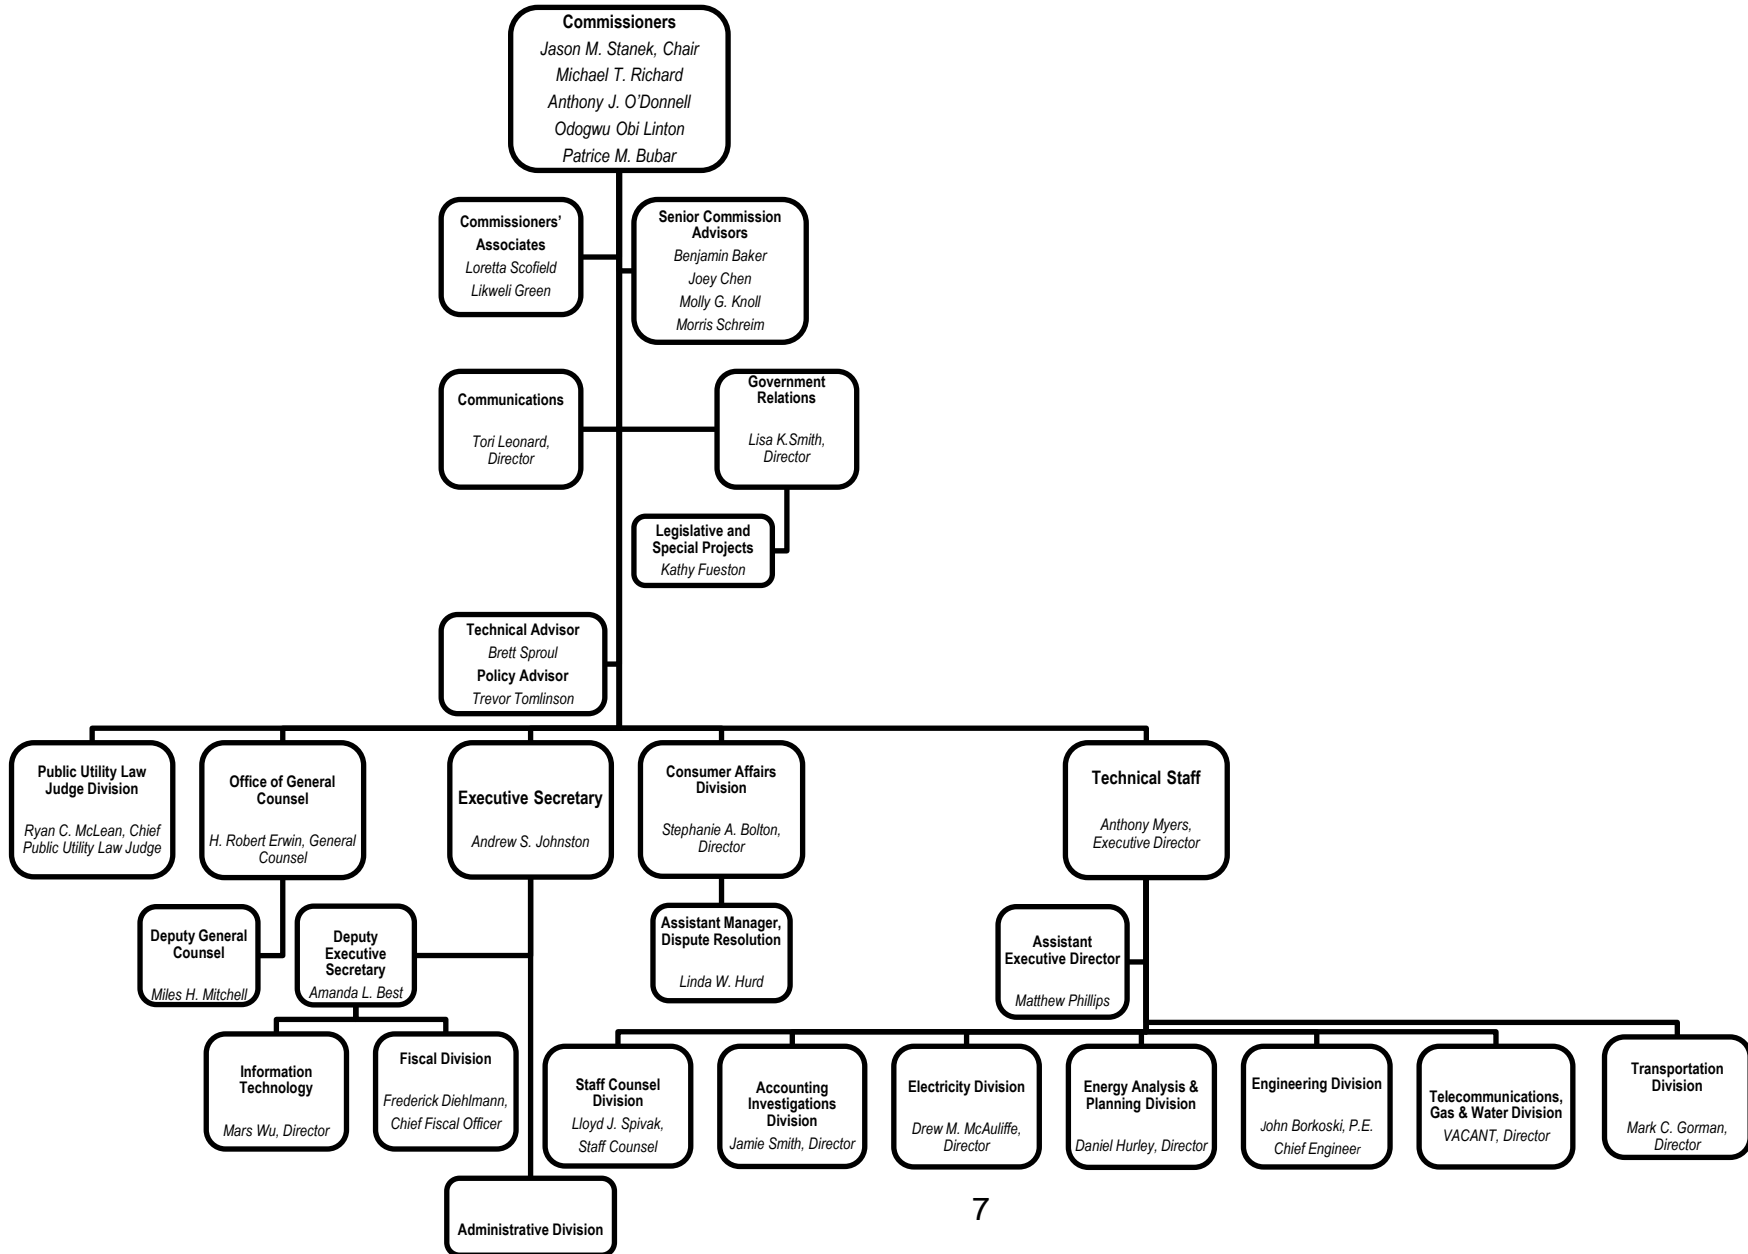 Commissioners
Jason M. Stanek, Chair
Michael T. Richard
Anthony J. O’Donnell
Odogwu Obi Linton
Patrice M. Bubar
Commissioners’
Associates
Loretta Scofield
Likweli Green
Senior Commission
Advisors
Benjamin Baker
Joey Chen
Molly G. Knoll
Morris Schreim
Communications
Tori Leonard,
Director
Government
Relations
Lisa K.Smith,
Director
Legislative and
Special Projects
Kathy Fueston
Technical Advisor
Brett Sproul
Policy Advisor
Trevor Tomlinson
Public Utility Law
Judge Division
Ryan C. McLean, Chief
Public Utility Law Judge
Office of General
Counsel
H. Robert Erwin, General
Counsel
Executive Secretary
Andrew S. Johnston
Consumer Affairs
Division
Stephanie A. Bolton,
Director
Technical Staff
Anthony Myers,
Executive Director
Deputy General
Counsel
Miles H. Mitchell
Deputy
Executive
Secretary
Amanda L. Best
Assistant Manager,
Dispute Resolution
Linda W. Hurd
Assistant
Executive Director
Matthew Phillips
Information
Technology
Mars Wu, Director
Fiscal Division
Frederick Diehlmann,
Chief Fiscal Officer
Staff Counsel
Division
Lloyd J. Spivak,
Staff Counsel
Accounting
Investigations
Division
Jamie Smith, Director
Electricity Division
Drew M. McAuliffe,
Director
Energy Analysis &
Planning Division
Daniel Hurley, Director
Engineering Division
John Borkoski, P.E.
Chief Engineer
Telecommunications,
Gas & Water Division
VACANT, Director
Transportation
Division
Mark C. Gorman,
Director
Administrative Division
7